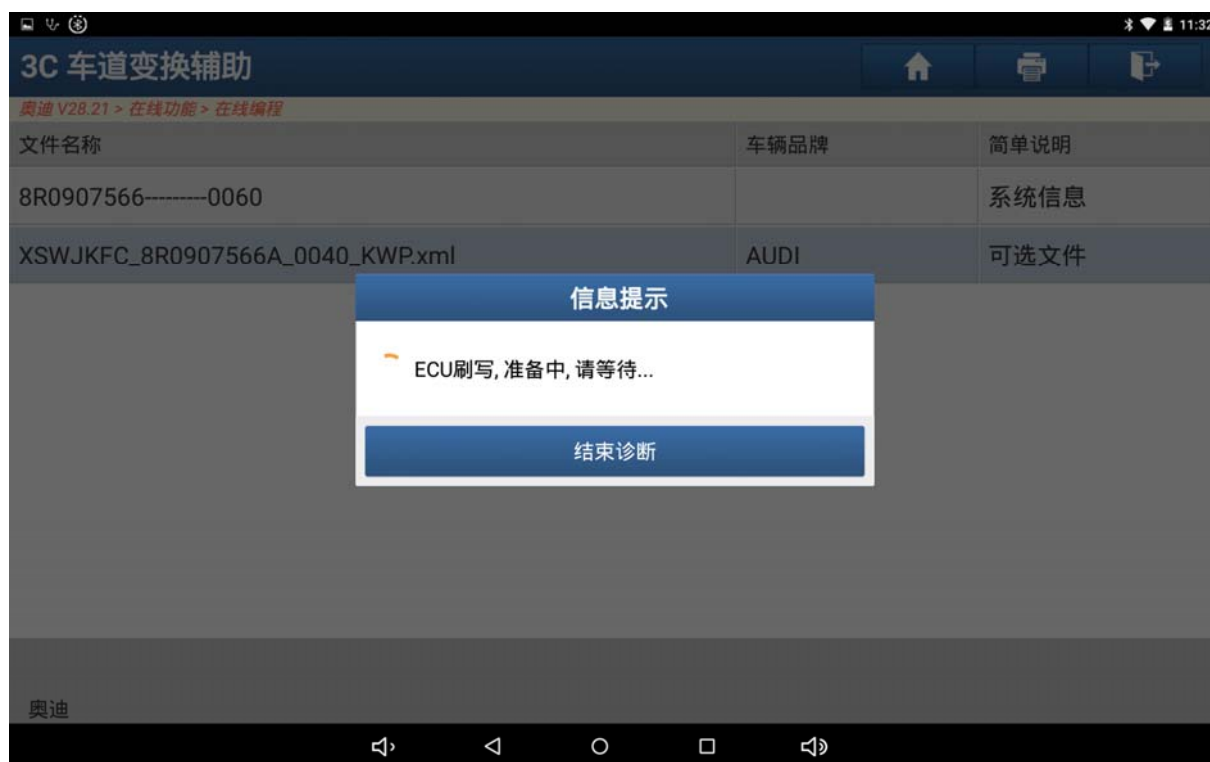 11:32
3C 车道变换辅助
奥迪 V28.21 > 在线功能 > 在线编程
文件名称 车辆品牌 简单说明
8R0907566---------0060 系统信息
XSWJKFC_8R0907566A_0040_KWP.xml AUDI 可选文件
信息提示
ECU刷写, 准备中, 请等待...
结束诊断
奥迪